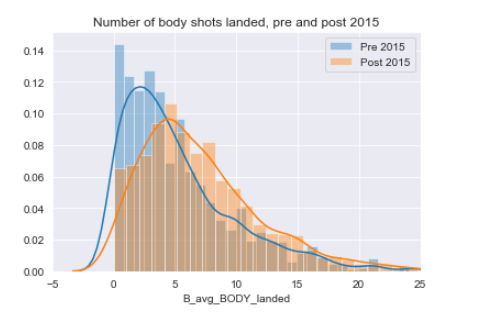 Number of body shots landed, pre and post 2015
Pre 2015
Post 2015
0.14
0.12
0.10
0.08
0.06
0.04
0.02
0.00
−5 0 5 10 15 20 25
B_avg_BODY_landed